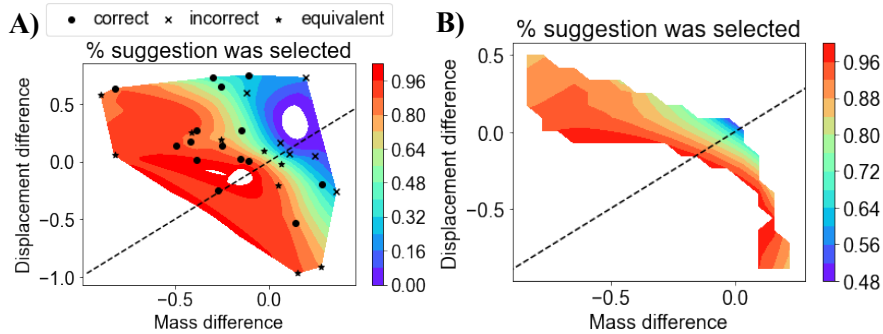 A)
correct incorrect equivalent
% suggestion was selected
Displacement difference
0.5
0.0
−0.5
−1.0
−0.5 0.0
Mass difference
0.96
0.80
0.64
0.48
0.32
0.16
0.00
B)
% suggestion was selected
Displacement difference
0.5
0.0
−0.5
−0.5 0.0
Mass difference
0.96
0.88
0.80
0.72
0.64
0.56
0.48